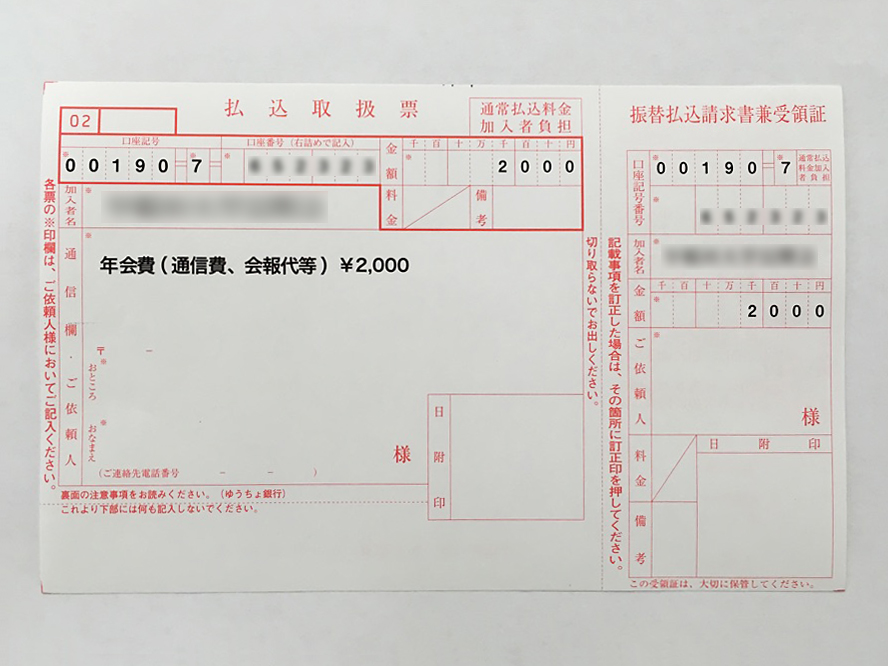 払込取扱票
通常払込料金
加入者負担
02
口座記号
口座番号(右詰めで記入)
金額
千百十万千百十円
※
00190=7=
※
※
2000
加入者名
※
料金
備考
各票の※印欄は、ご依頼人様においてご記入ください。
通信欄・ご依頼人
※
年会費(通信費、会報代等)¥2,000
〒 −
※
おところ
※
おなまえ
様
(ご連絡先電話番号 − − )
日附印
裏面の注意事項をお読みください。(ゆうちょ銀行)
これより下部には何も記入しないでください。
切り取らないでお出しください。
記載事項を訂正した場合は、その箇所に訂正印を押してください。
振替払込請求書兼受領証
口座記号番号
※
00190=7
通常払込
料金加入
者負担
※
加入者名
※
金額
千百十万千百十円
※
2000
ご依頼人
※
様
料金
日附印
備考
この受領証は、大切に保管してください。